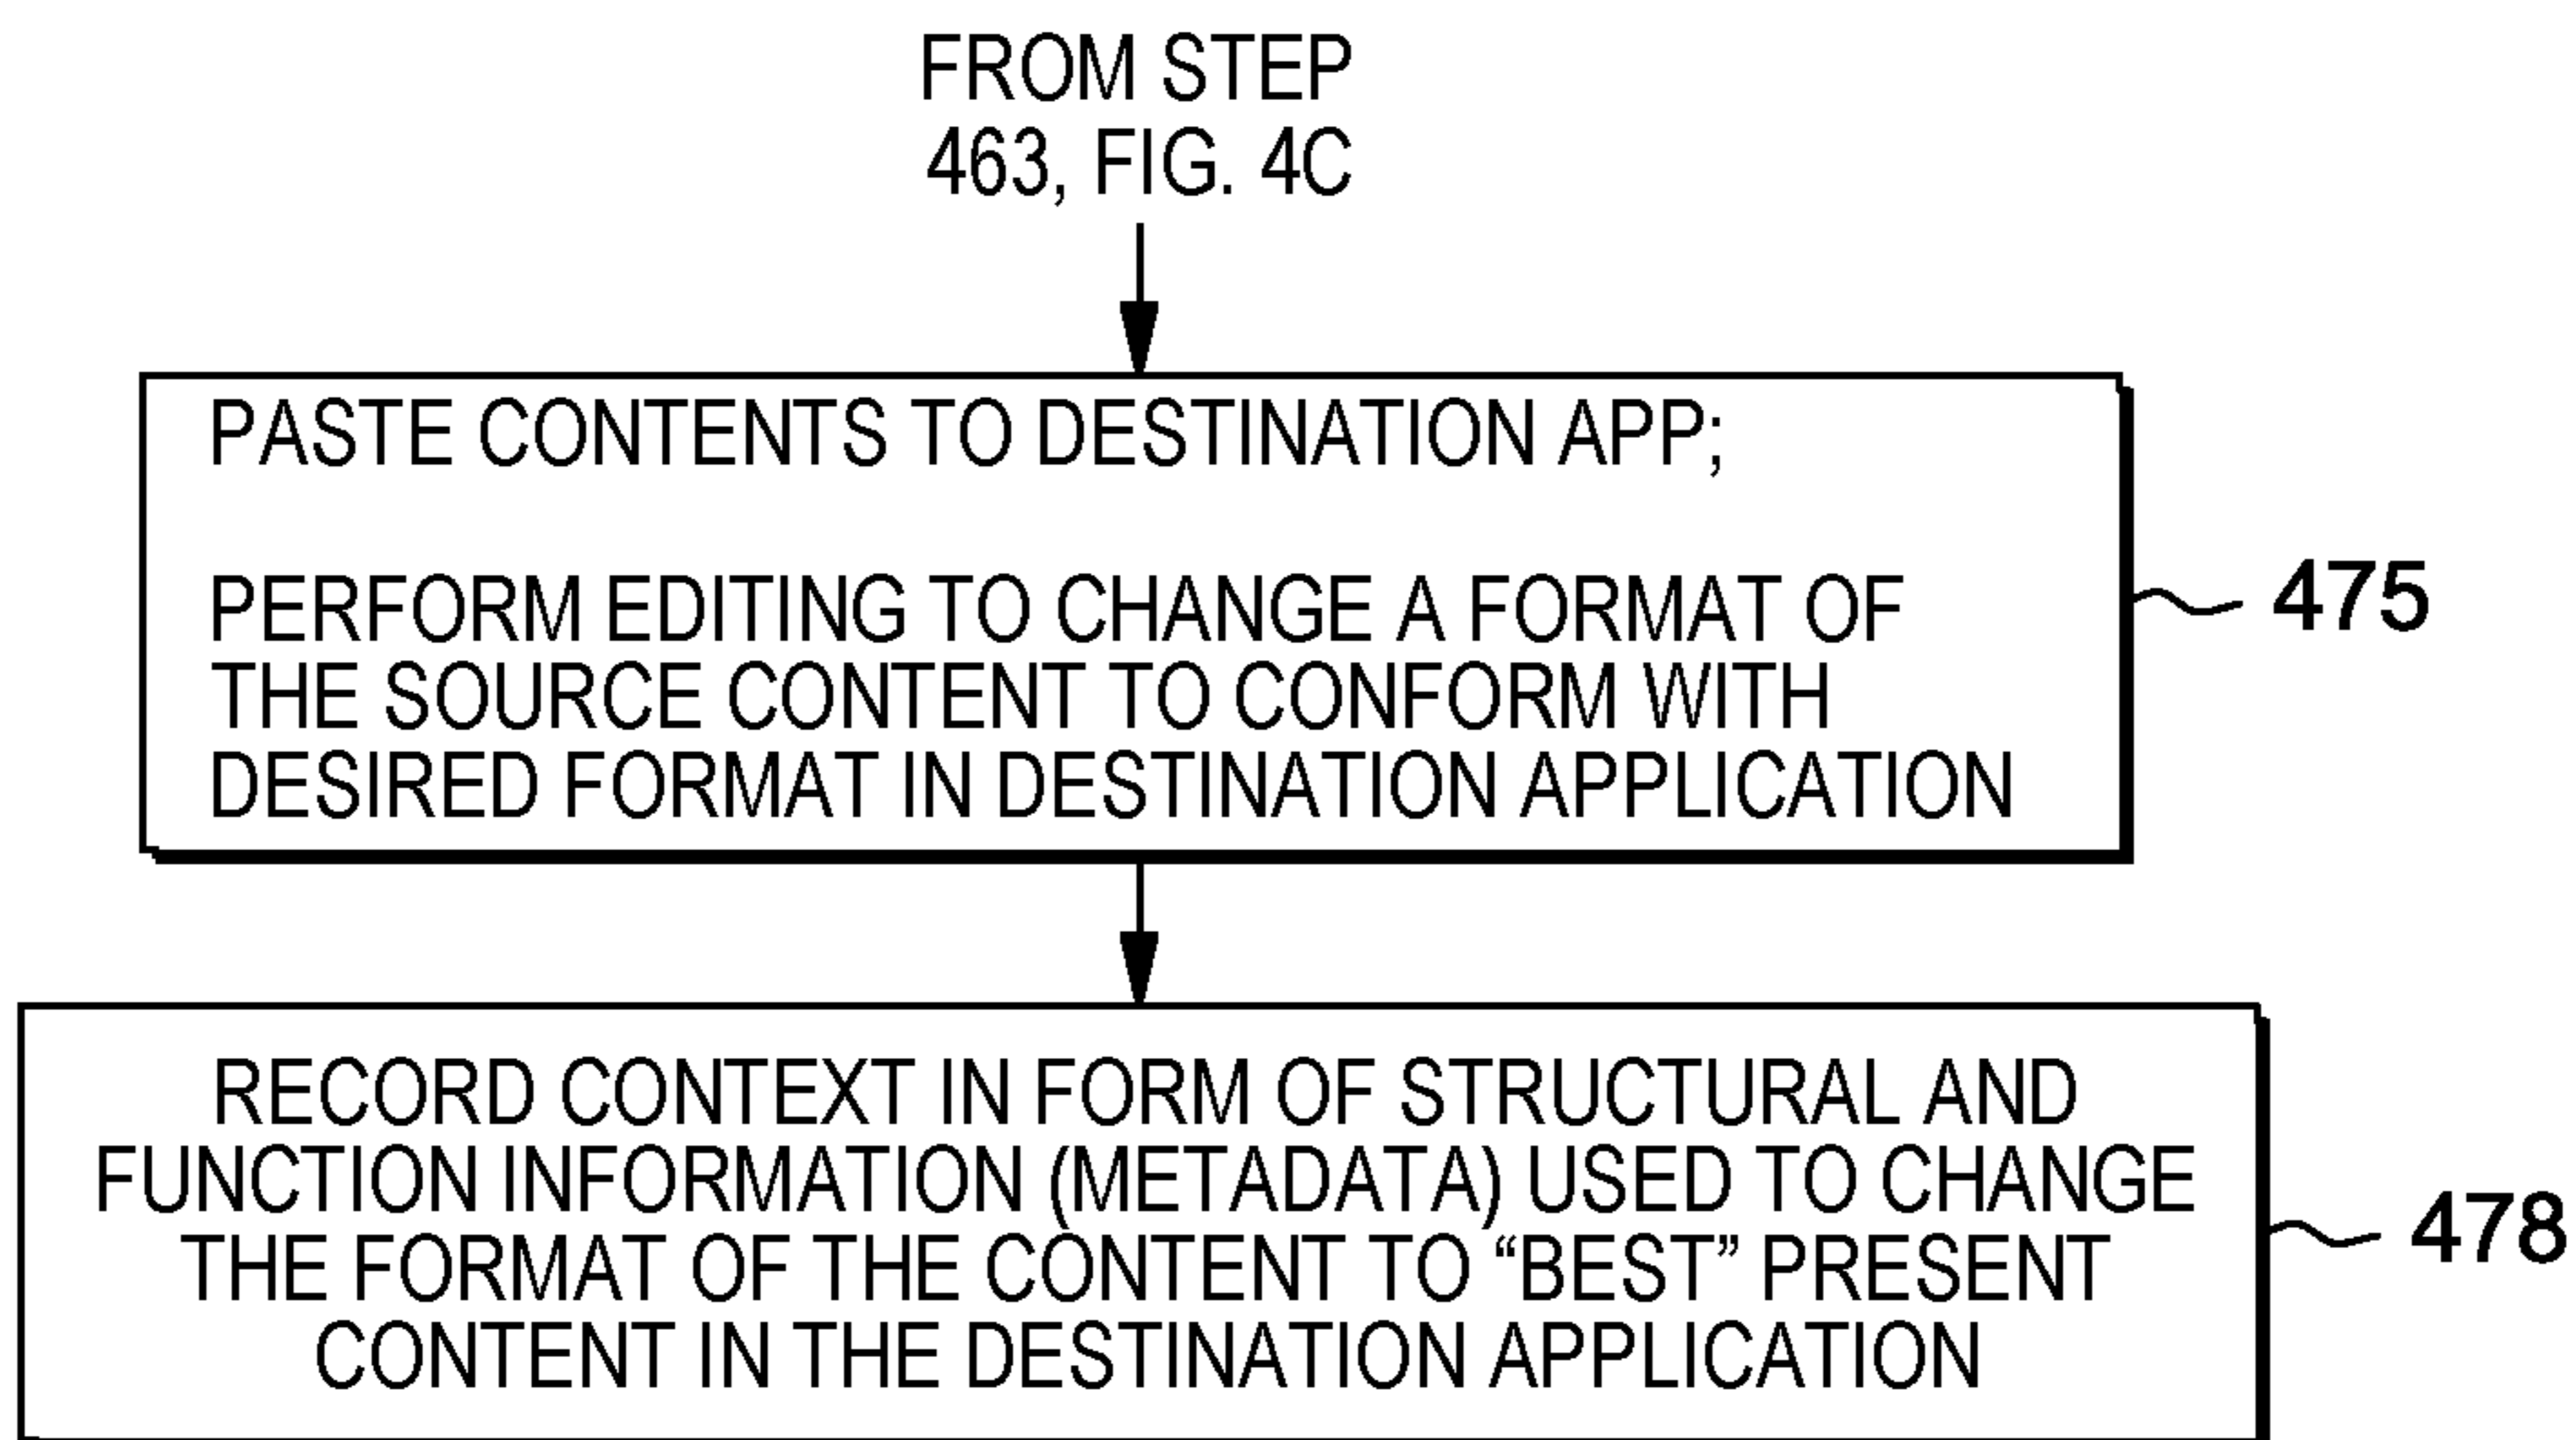 FROM STEP
463, FIG. 4C
PASTE CONTENTS TO DESTINATION APP;
PERFORM EDITING TO CHANGE A FORMAT OF
THE SOURCE CONTENT TO CONFORM WITH
DESIRED FORMAT IN DESTINATION APPLICATION
475
RECORD CONTEXT IN FORM OF STRUCTURAL AND
FUNCTION INFORMATION (METADATA) USED TO CHANGE
THE FORMAT OF THE CONTENT TO “BEST” PRESENT
CONTENT IN THE DESTINATION APPLICATION
478